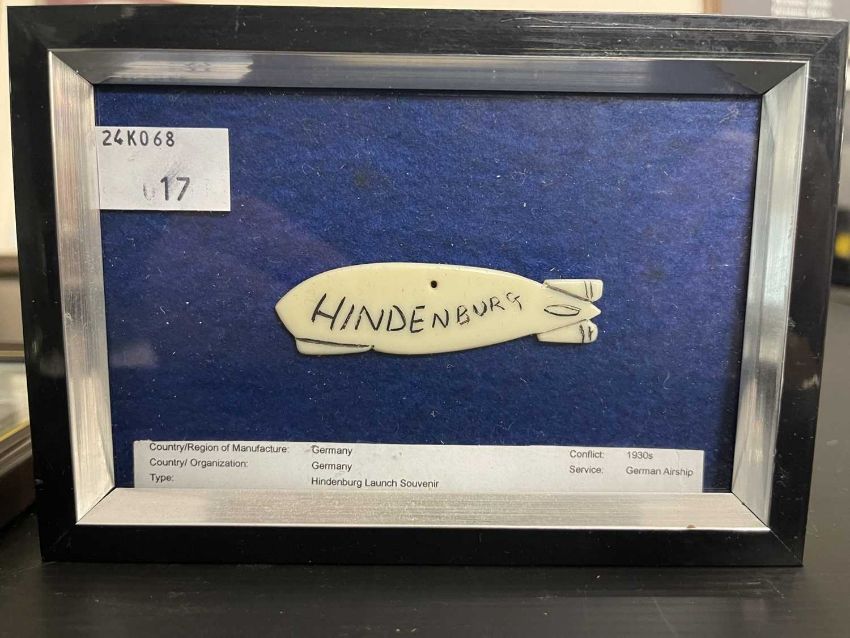 24K068
17
HINDENBURG
Country/Region of Manufacture: Germany Conflict: 1930s
Country/ Organization: Germany Service: German Airship
Type: Hindenburg Launch Souvenir